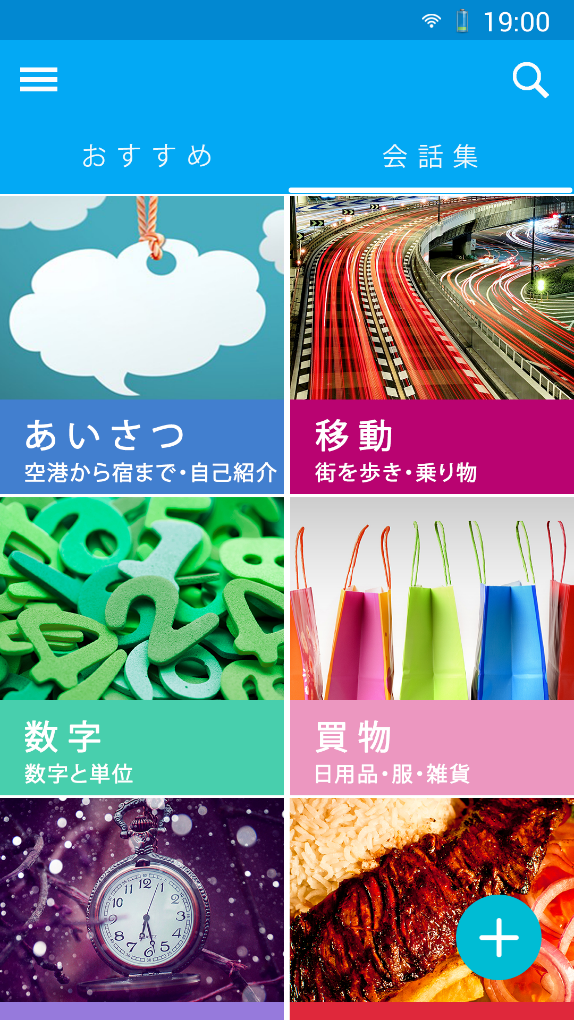 19:00
おすすめ
会話集
あいさつ
空港から宿まで・自己紹介
移動
街を歩き・乗り物
数字
数字と単位
買物
日用品・服・雑貨